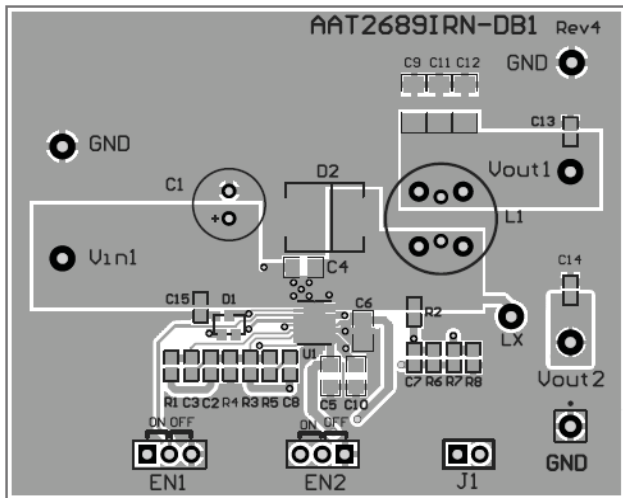 AAT2689IRN-DB1 Rev4
C9 C11 C12
GND
C13
GND
D2
C1
Vout1
L1
+
Vin1
C4
C14
C15
D1
C6
R2
LX
U1
Vout2
R1 C3 C2 R4 R3 R5 C8
C5 C10
C7 R6 R7 R8
ON OFF
ON OFF
EN1
EN2
J1
GND